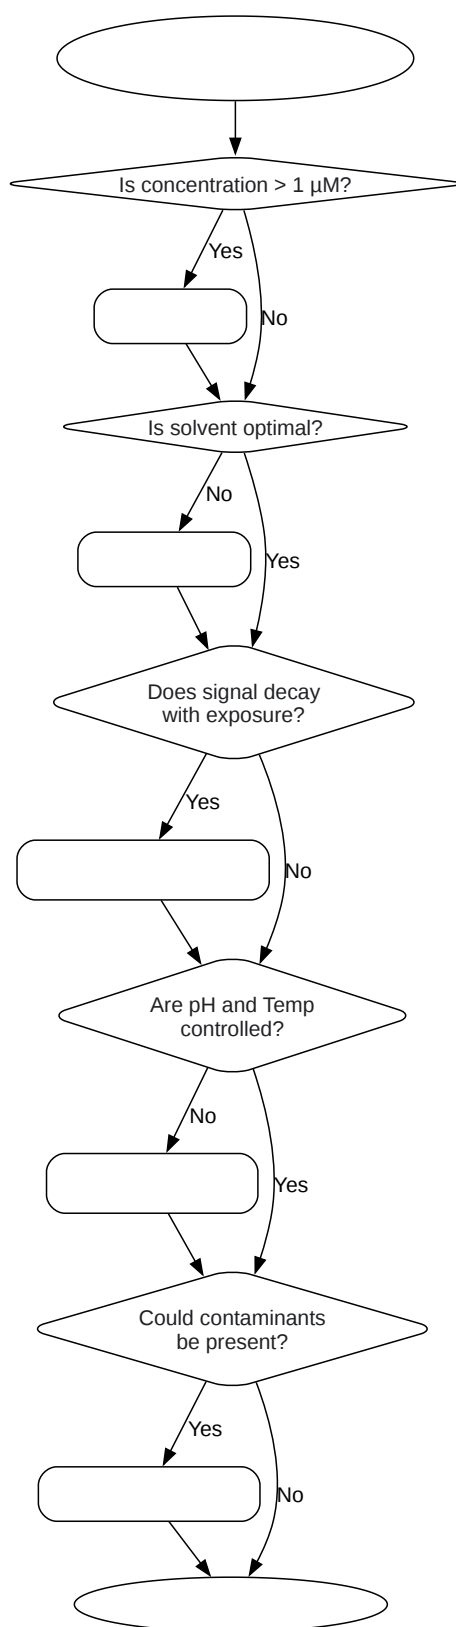 Is concentration > 1 µM?
Yes
No
Is solvent optimal?
No
Yes
Does signal decay
with exposure?
Yes
No
Are pH and Temp
controlled?
No
Yes
Could contaminants
be present?
Yes
No